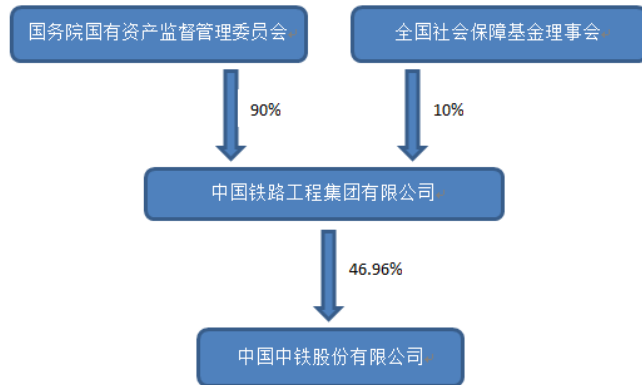 国务院国有资产监督管理委员会
全国社会保障基金理事会
90%
10%
中国铁路工程集团有限公司
46.96%
中国中铁股份有限公司